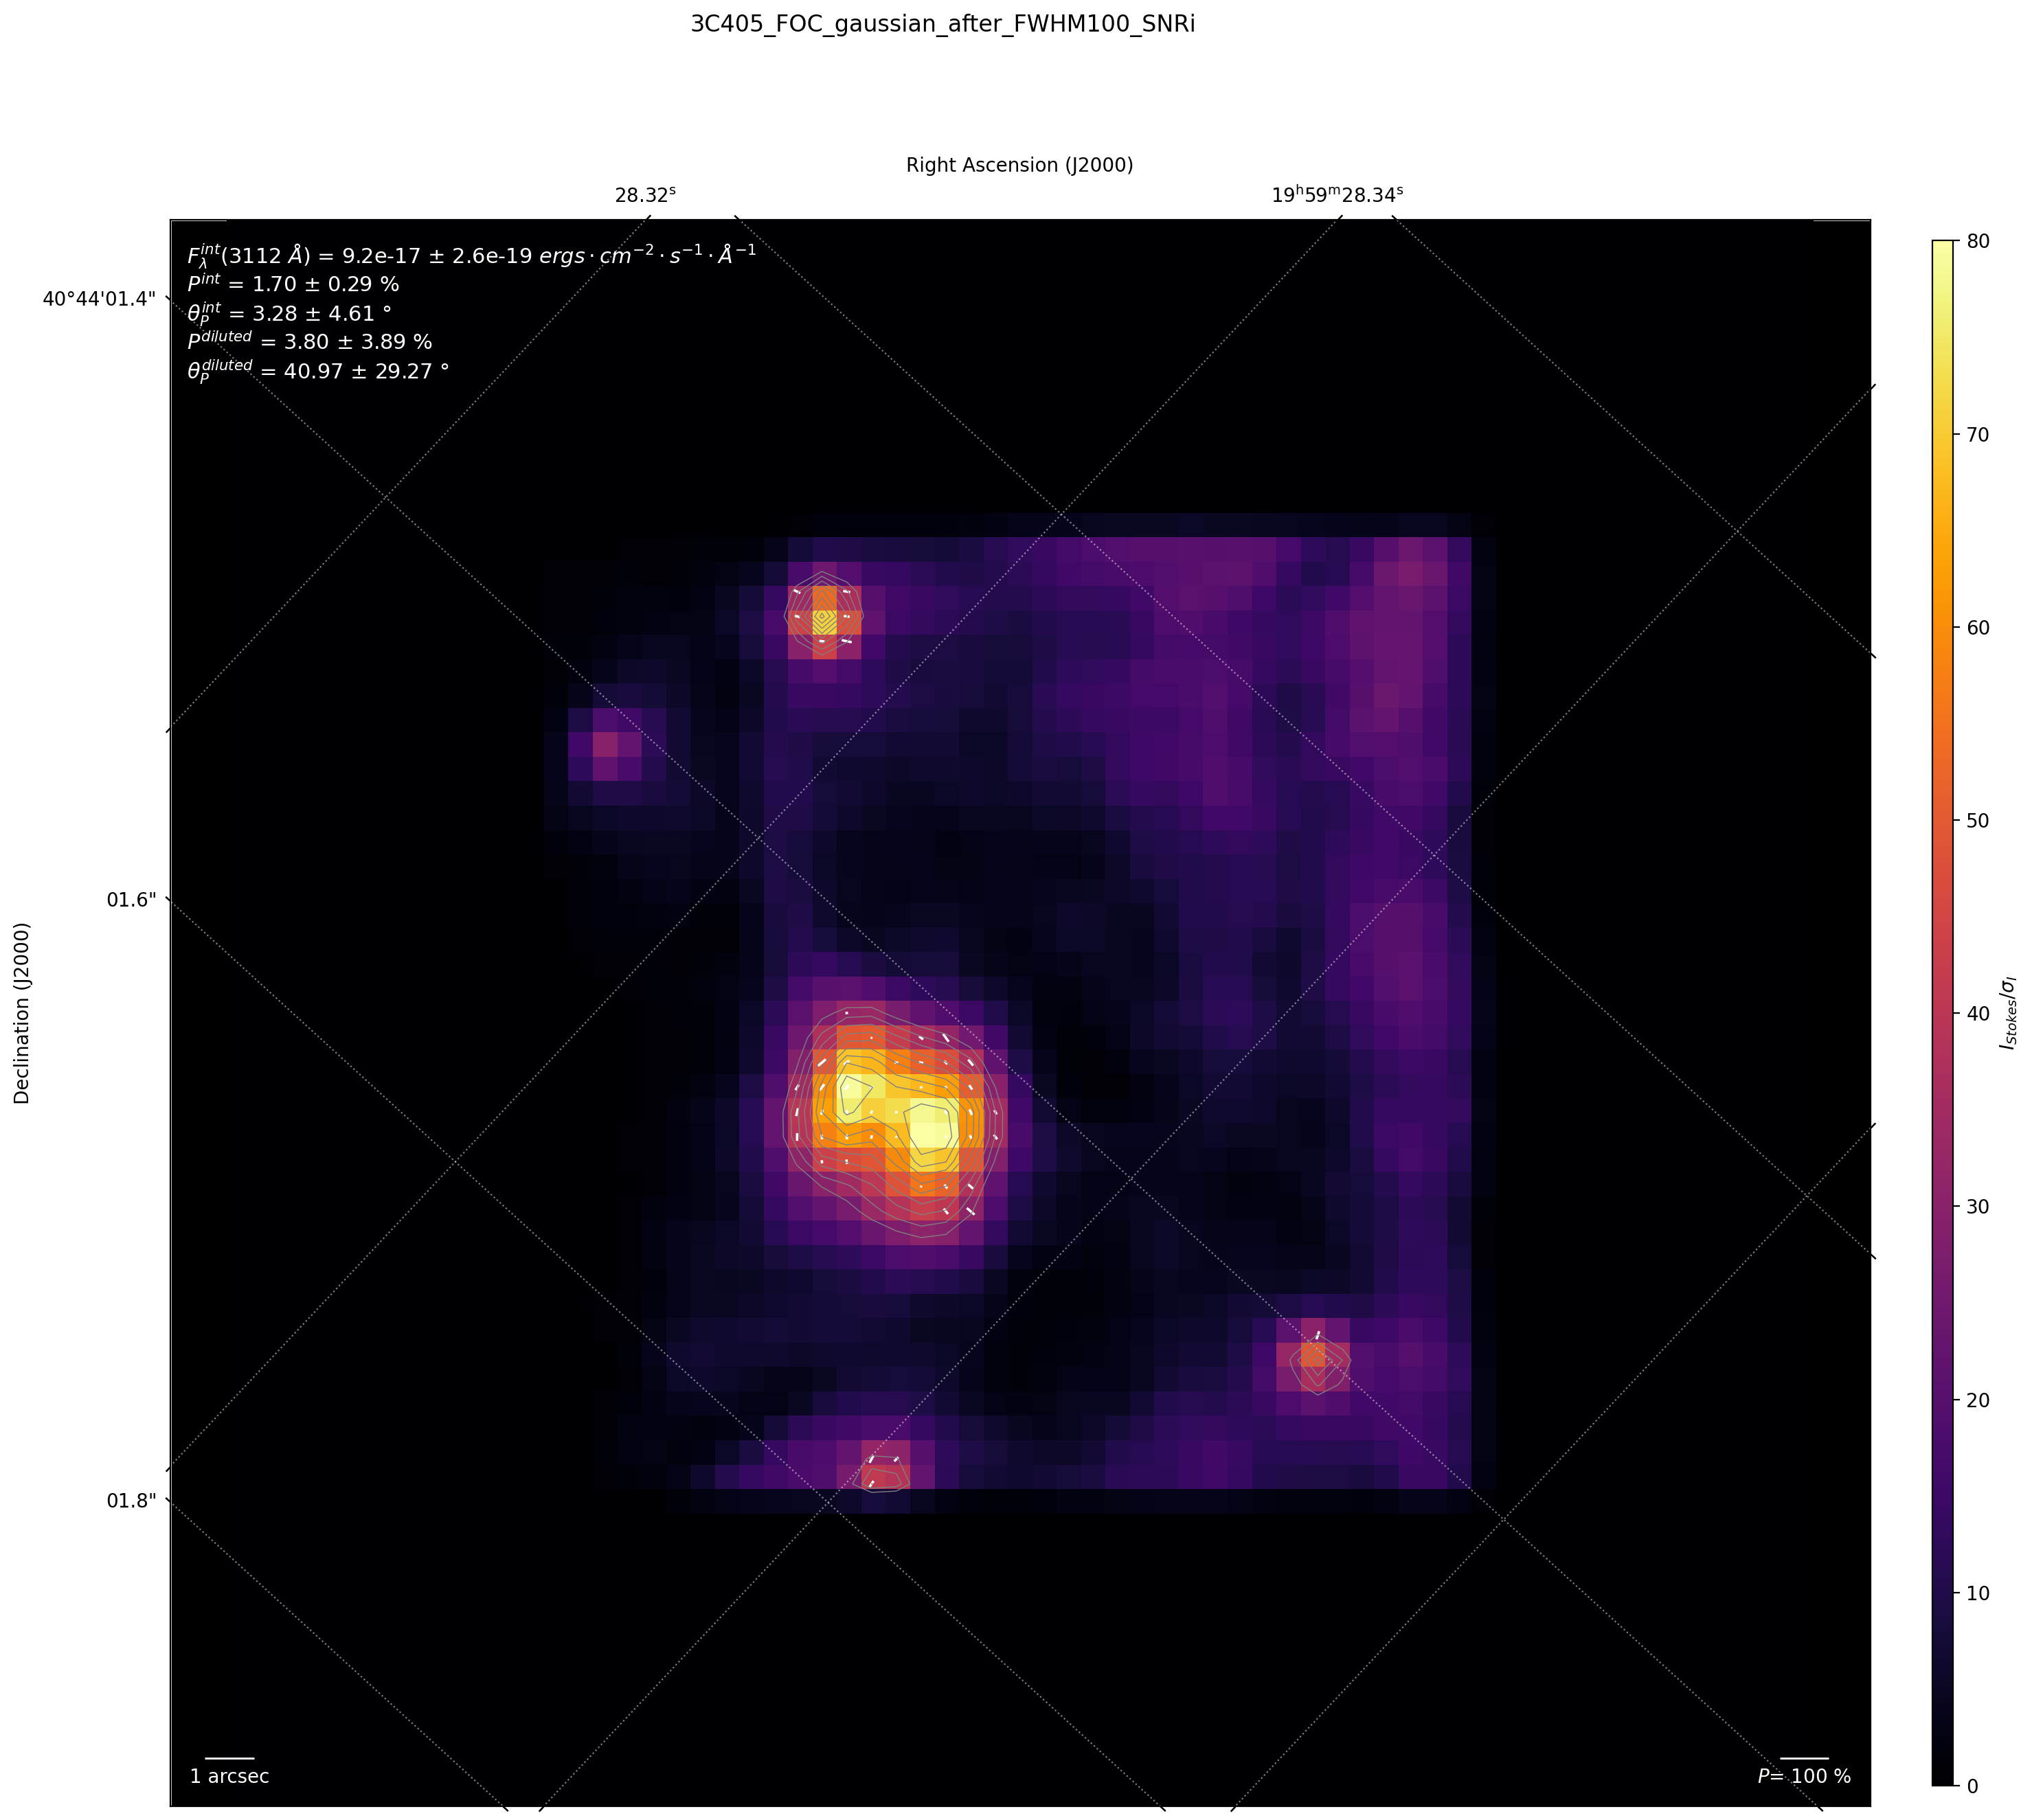 3C405_FOC_gaussian_after_FWHM100_SNRi
Right Ascension (J2000)
28.32ˢ
19ʰ59ᵐ28.34ˢ
F_λ^int(3112 Å) = 9.2e-17 ± 2.6e-19 ergs · cm⁻² · s⁻¹ · Å⁻¹
P^int = 1.70 ± 0.29 %
θ_P^int = 3.28 ± 4.61 °
P^diluted = 3.80 ± 3.89 %
θ_P^diluted = 40.97 ± 29.27 °
40°44'01.4"
01.6"
01.8"
Declination (J2000)
1 arcsec
P= 100 %
80
70
60
50
40
30
20
10
0
I_Stokes/σ_I